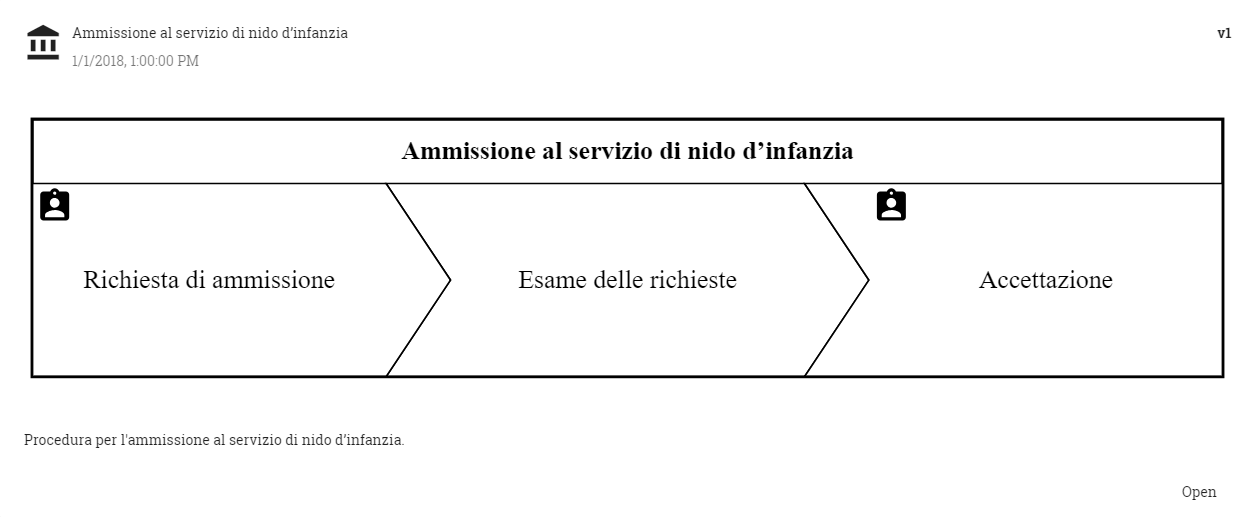 Ammissione al servizio di nido d’infanzia
v1
1/1/2018, 1:00:00 PM
Ammissione al servizio di nido d’infanzia
Richiesta di ammissione
Esame delle richieste
Accettazione
Procedura per l'ammissione al servizio di nido d’infanzia.
Open